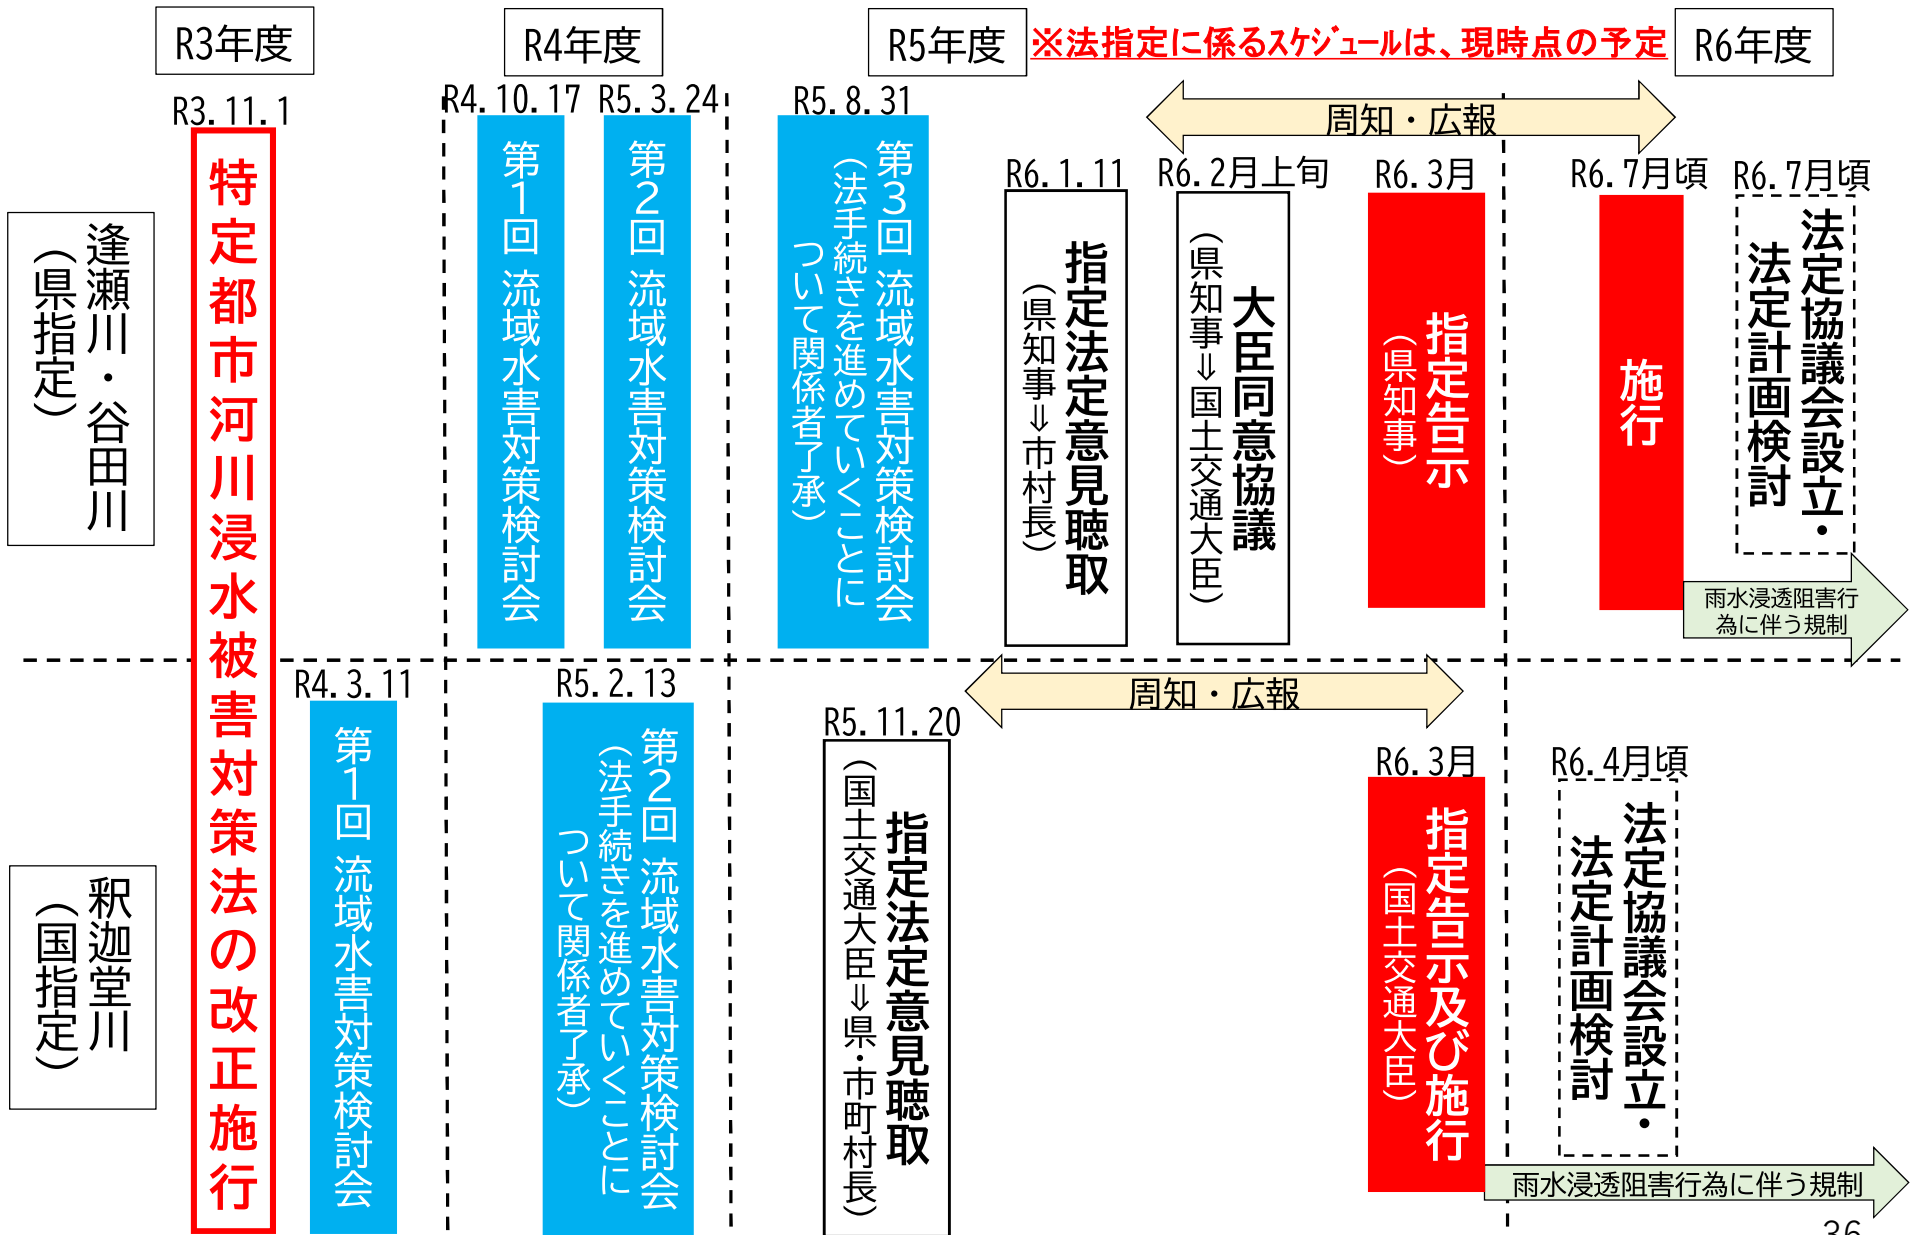 R3年度
R4年度
R5年度
※法指定に係るｽｹｼﾞｭｰﾙは、現時点の予定
R6年度
R3.11.1
特定都市河川浸水被害対策法の改正施行
逢瀬川・谷田川
（県指定）
R4.10.17
第１回 流域水害対策検討会
R5.3.24
第２回 流域水害対策検討会
R5.8.31
第３回 流域水害対策検討会
（法手続きを進めていくことに
ついて関係者了承）
周知・広報
R6.1.11
指定法定意見聴取
（県知事⇒市村長）
R6.2月上旬
大臣同意協議
（県知事⇒国土交通大臣）
R6.3月
指定告示
（県知事）
R6.7月頃
施行
R6.7月頃
法定協議会設立・
法定計画検討
雨水浸透阻害行
為に伴う規制
釈迦堂川
（国指定）
R4.3.11
第１回 流域水害対策検討会
R5.2.13
第２回 流域水害対策検討会
（法手続きを進めていくことに
ついて関係者了承）
R5.11.20
指定法定意見聴取
（国土交通大臣⇒県・市町村長）
周知・広報
R6.3月
指定告示及び施行
（国土交通大臣）
R6.4月頃
法定協議会設立・
法定計画検討
雨水浸透阻害行為に伴う規制
36